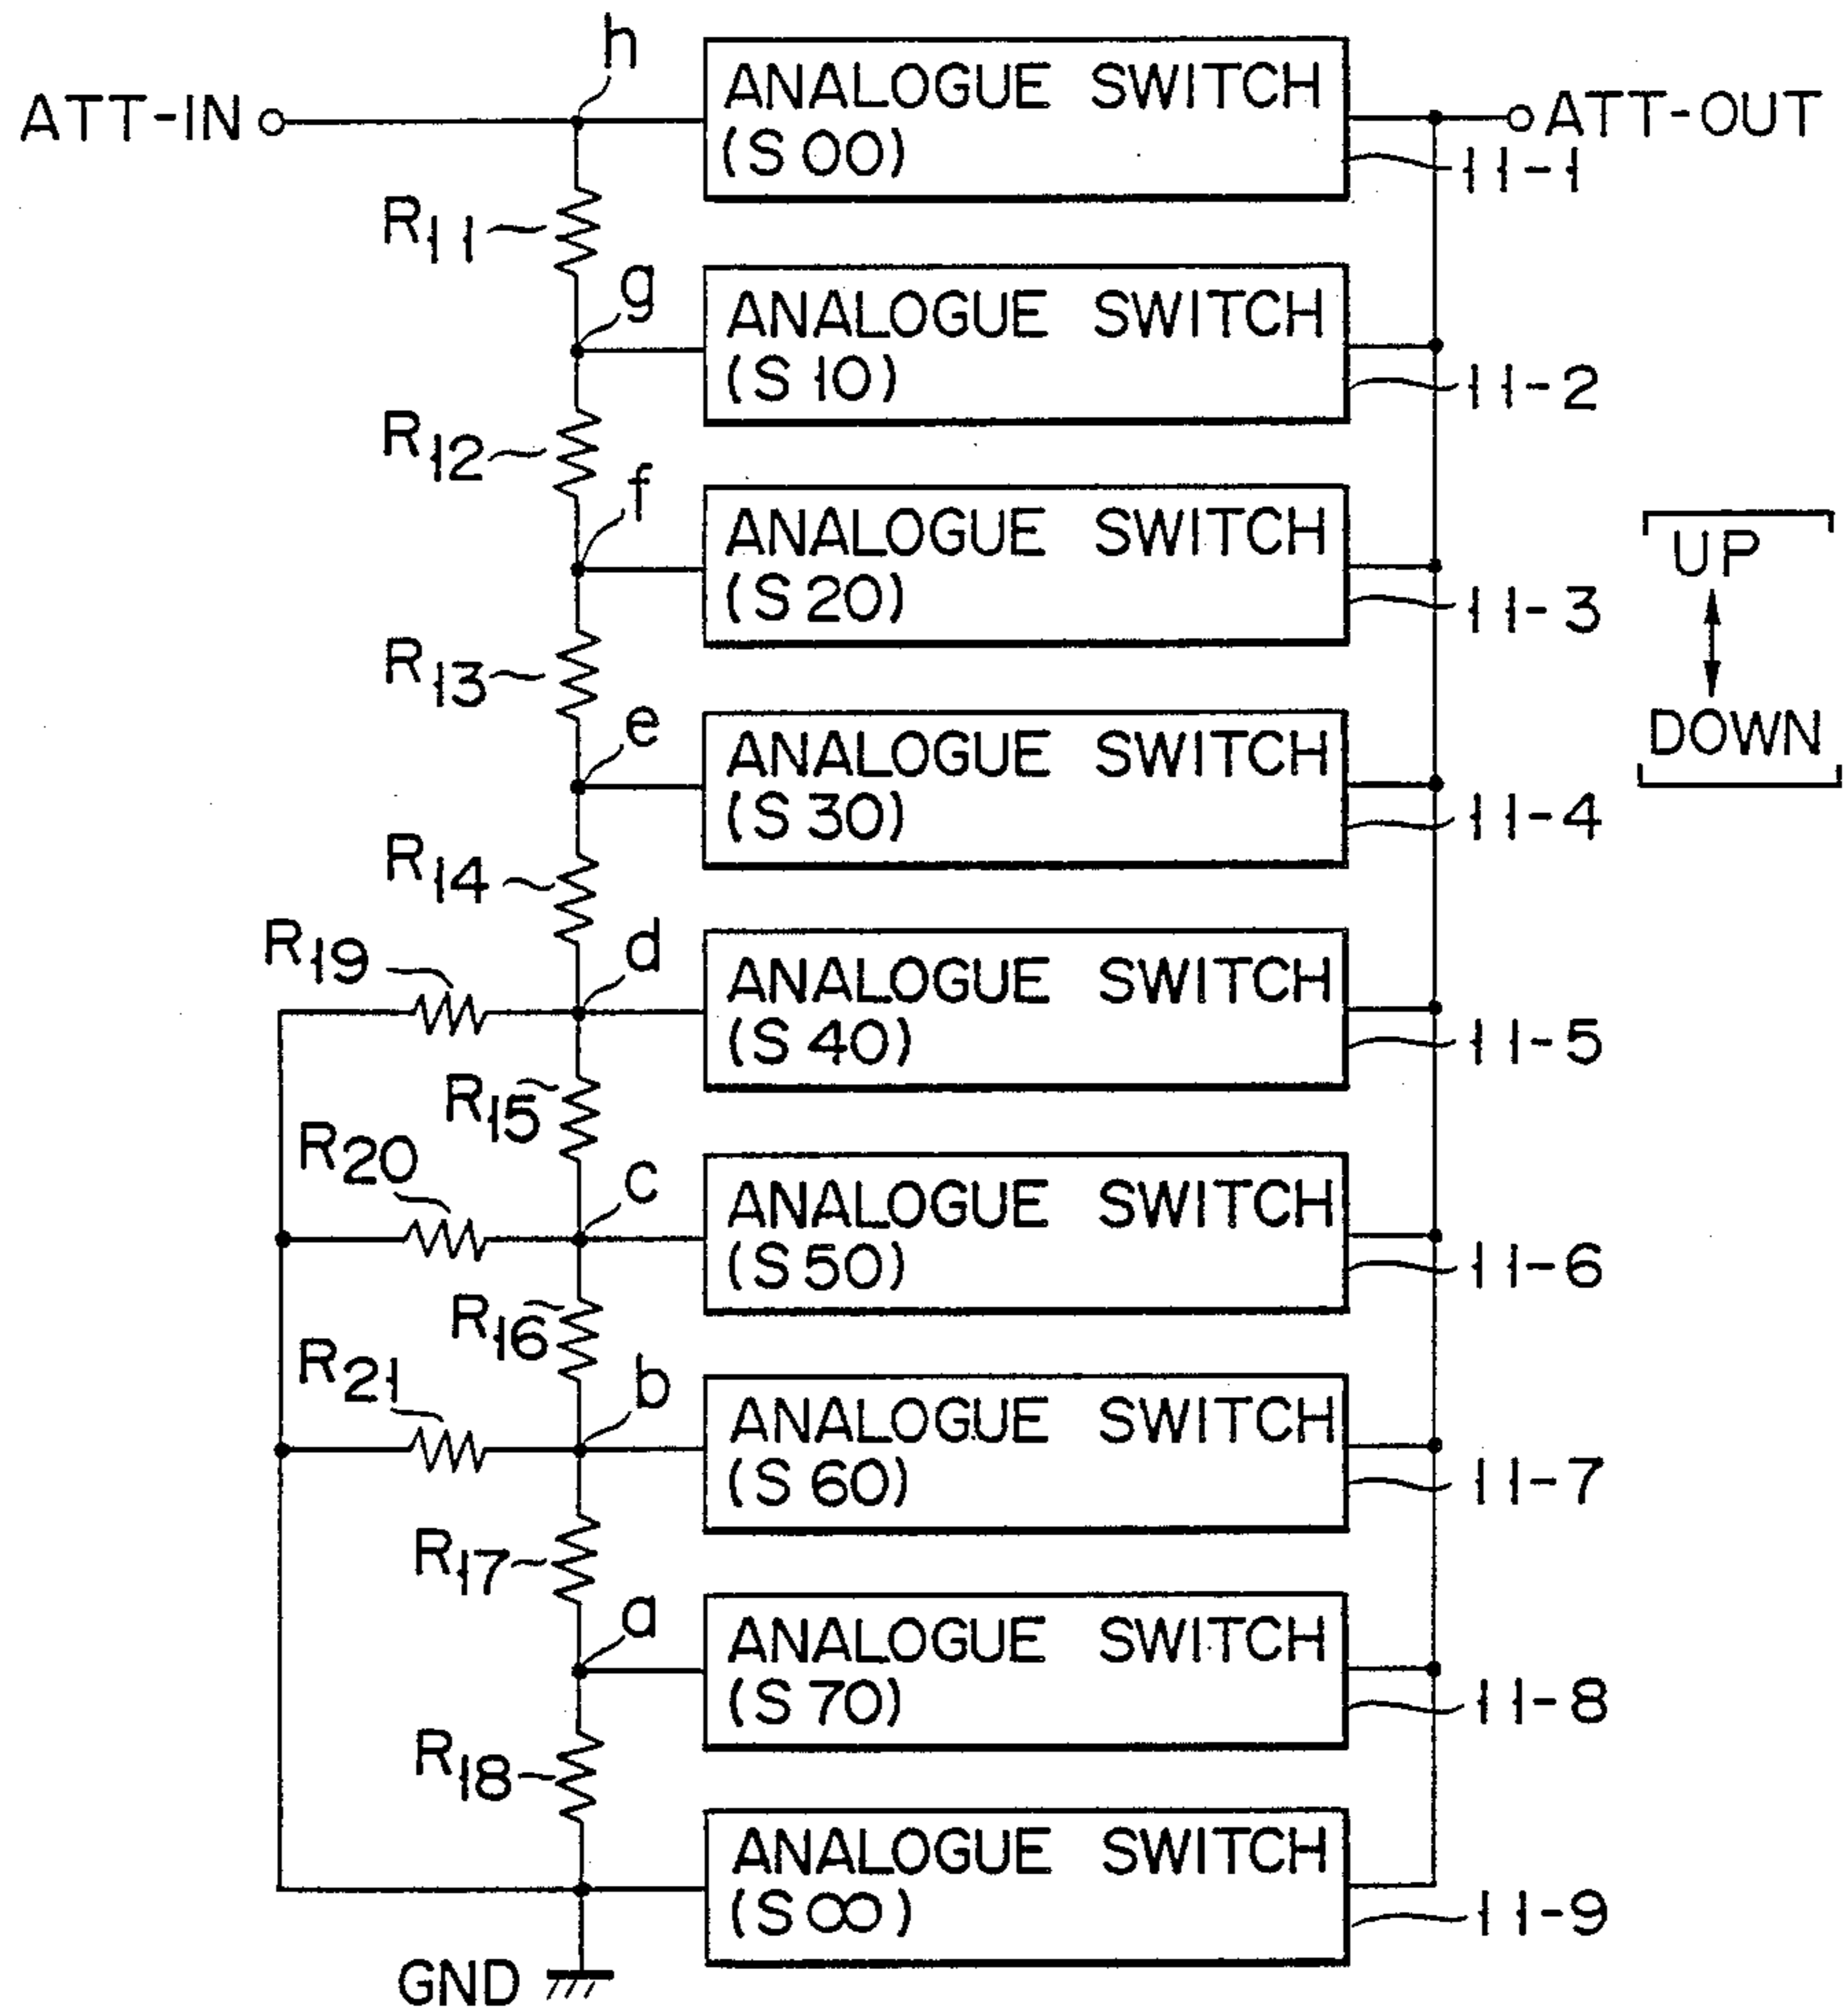 h
ATT-IN
ANALOGUE SWITCH
(S 00)
ATT-OUT
11-1
R11
g
ANALOGUE SWITCH
(S 10)
11-2
R12
f
ANALOGUE SWITCH
(S 20)
11-3
UP
DOWN
R13
e
ANALOGUE SWITCH
(S 30)
11-4
R14
d
R19
ANALOGUE SWITCH
(S 40)
11-5
R15
R20
c
ANALOGUE SWITCH
(S 50)
11-6
R16
R21
b
ANALOGUE SWITCH
(S 60)
11-7
R17
a
ANALOGUE SWITCH
(S 70)
11-8
R18
ANALOGUE SWITCH
(S ∞)
11-9
GND